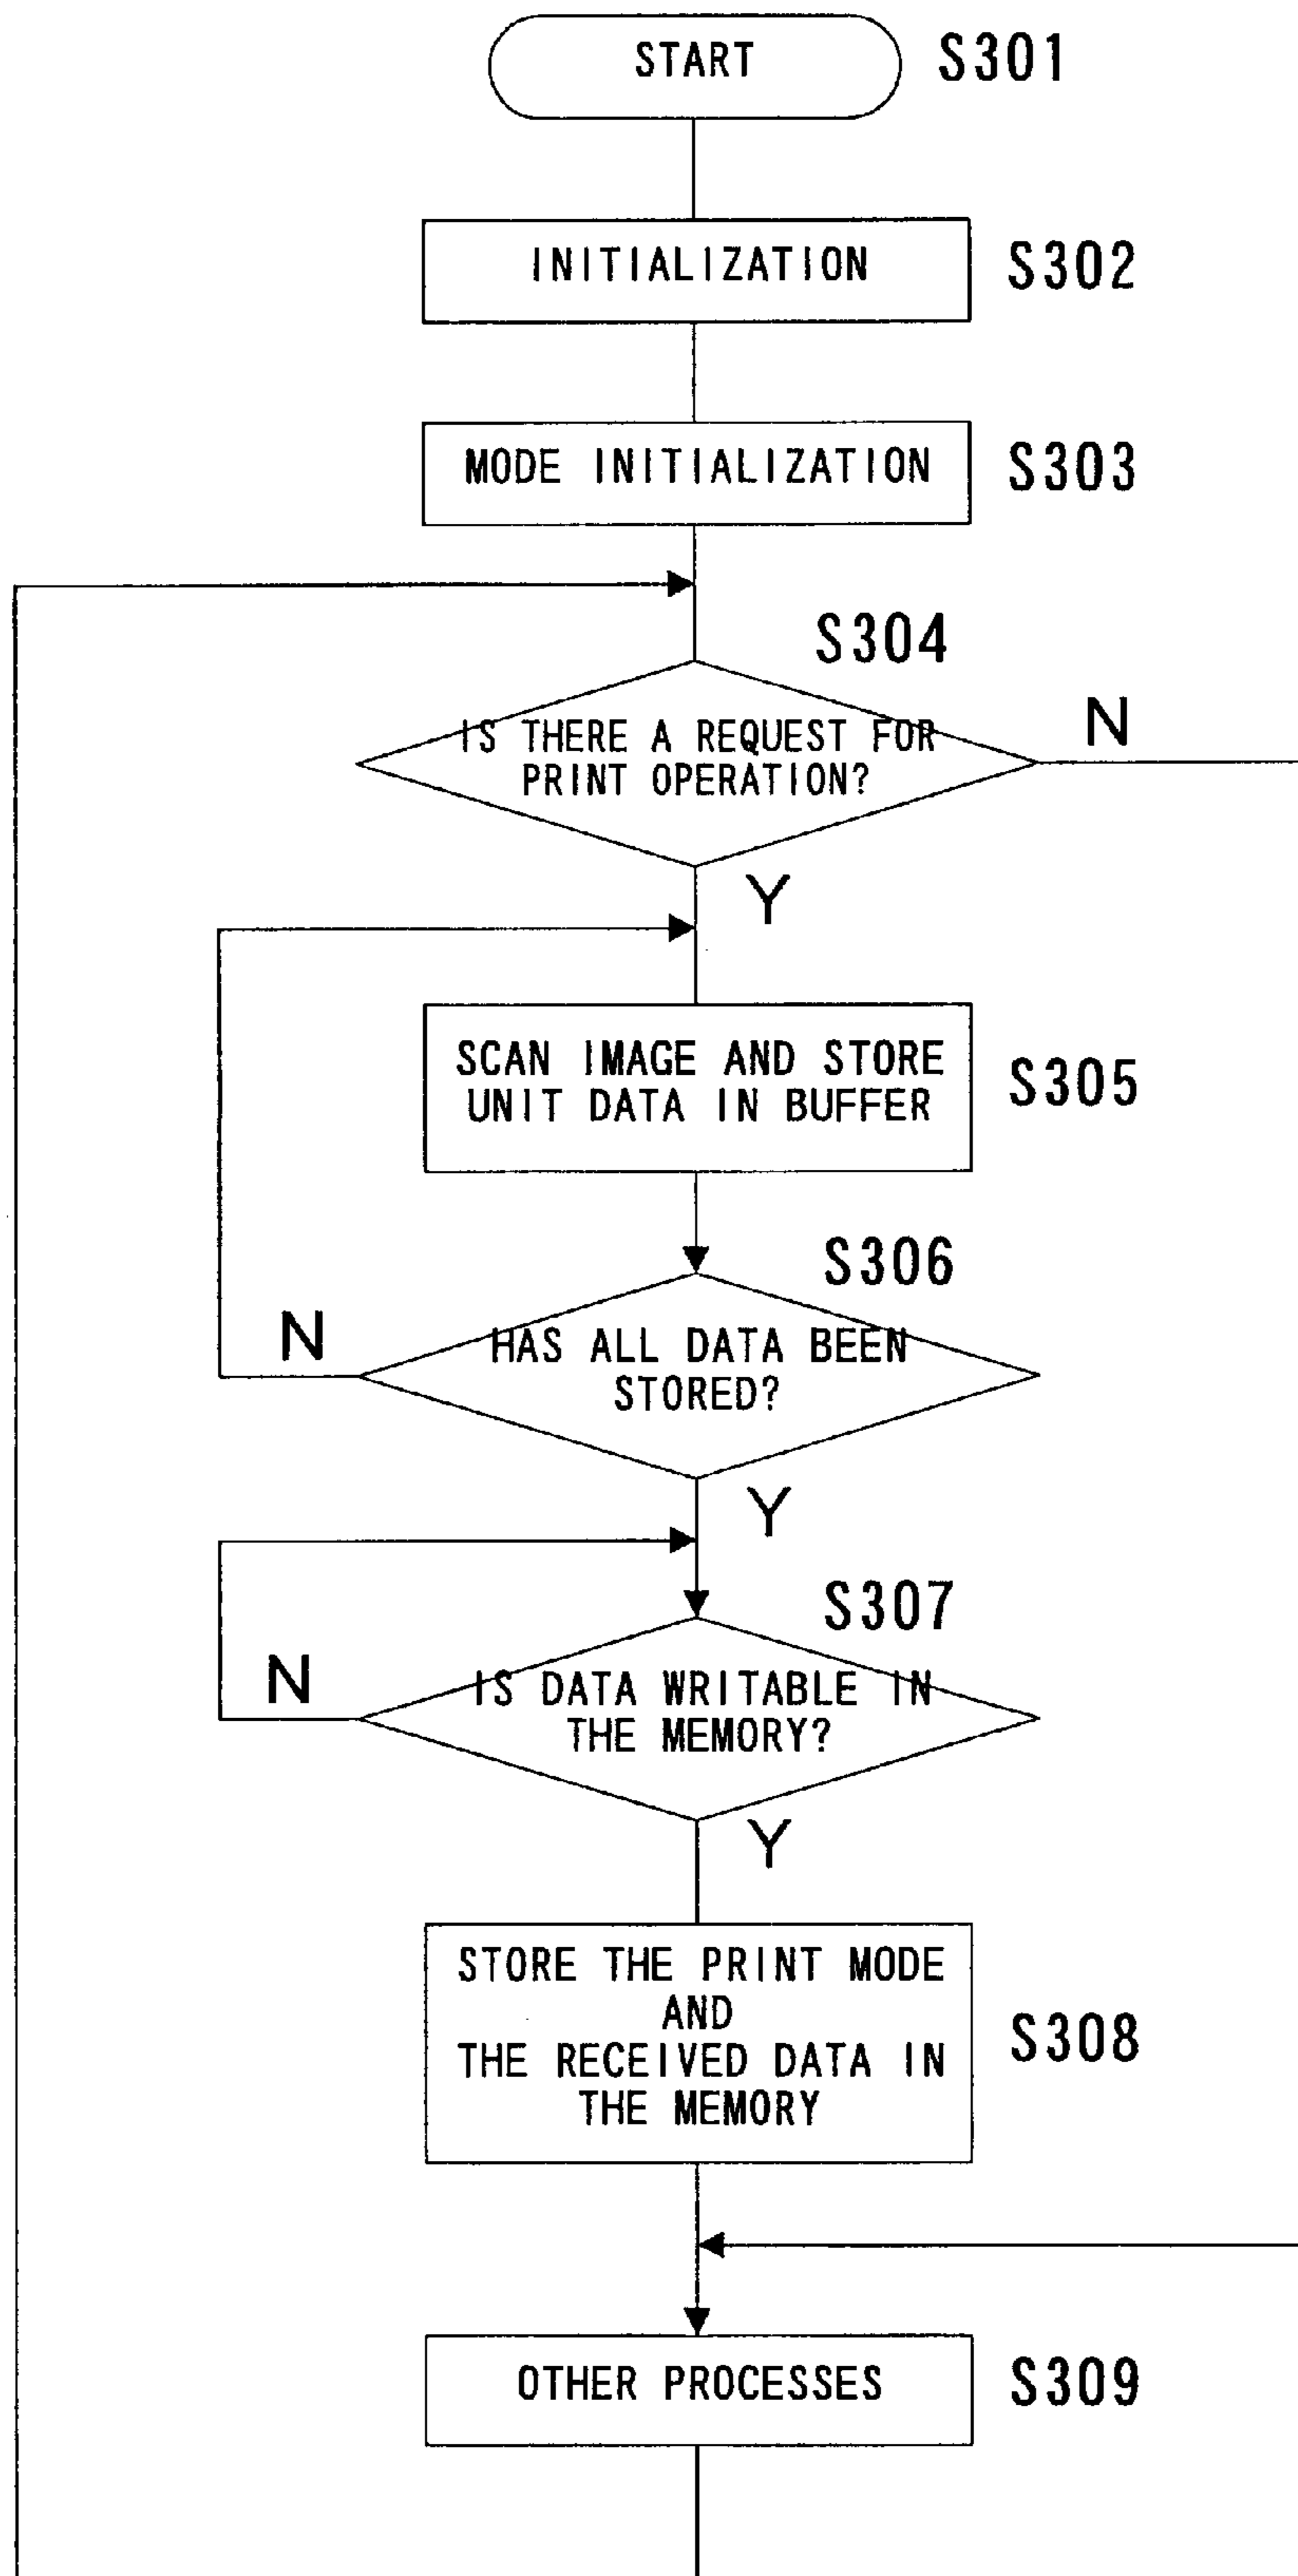 START S301
INITIALIZATION S302
MODE INITIALIZATION S303
S304
IS THERE A REQUEST FOR
PRINT OPERATION?
N
Y
SCAN IMAGE AND STORE
UNIT DATA IN BUFFER
S305
S306
HAS ALL DATA BEEN
STORED?
N
Y
S307
IS DATA WRITABLE IN
THE MEMORY?
N
Y
STORE THE PRINT MODE
AND
THE RECEIVED DATA IN
THE MEMORY
S308
OTHER PROCESSES S309